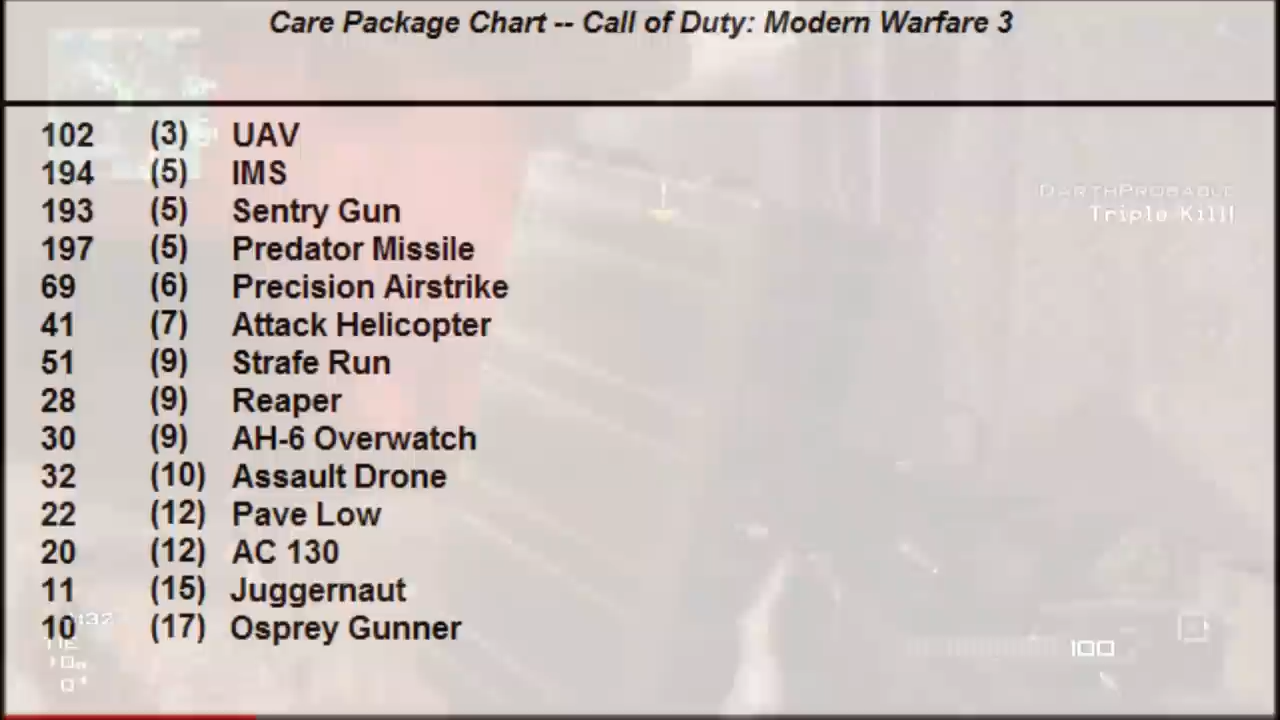 Care Package Chart -- Call of Duty: Modern Warfare 3
102 (3) UAV
194 (5) IMS
193 (5) Sentry Gun
197 (5) Predator Missile
69 (6) Precision Airstrike
41 (7) Attack Helicopter
51 (9) Strafe Run
28 (9) Reaper
30 (9) AH-6 Overwatch
32 (10) Assault Drone
22 (12) Pave Low
20 (12) AC 130
11 (15) Juggernaut
10 (17) Osprey Gunner
DarthProbable
Triple Kill!
100